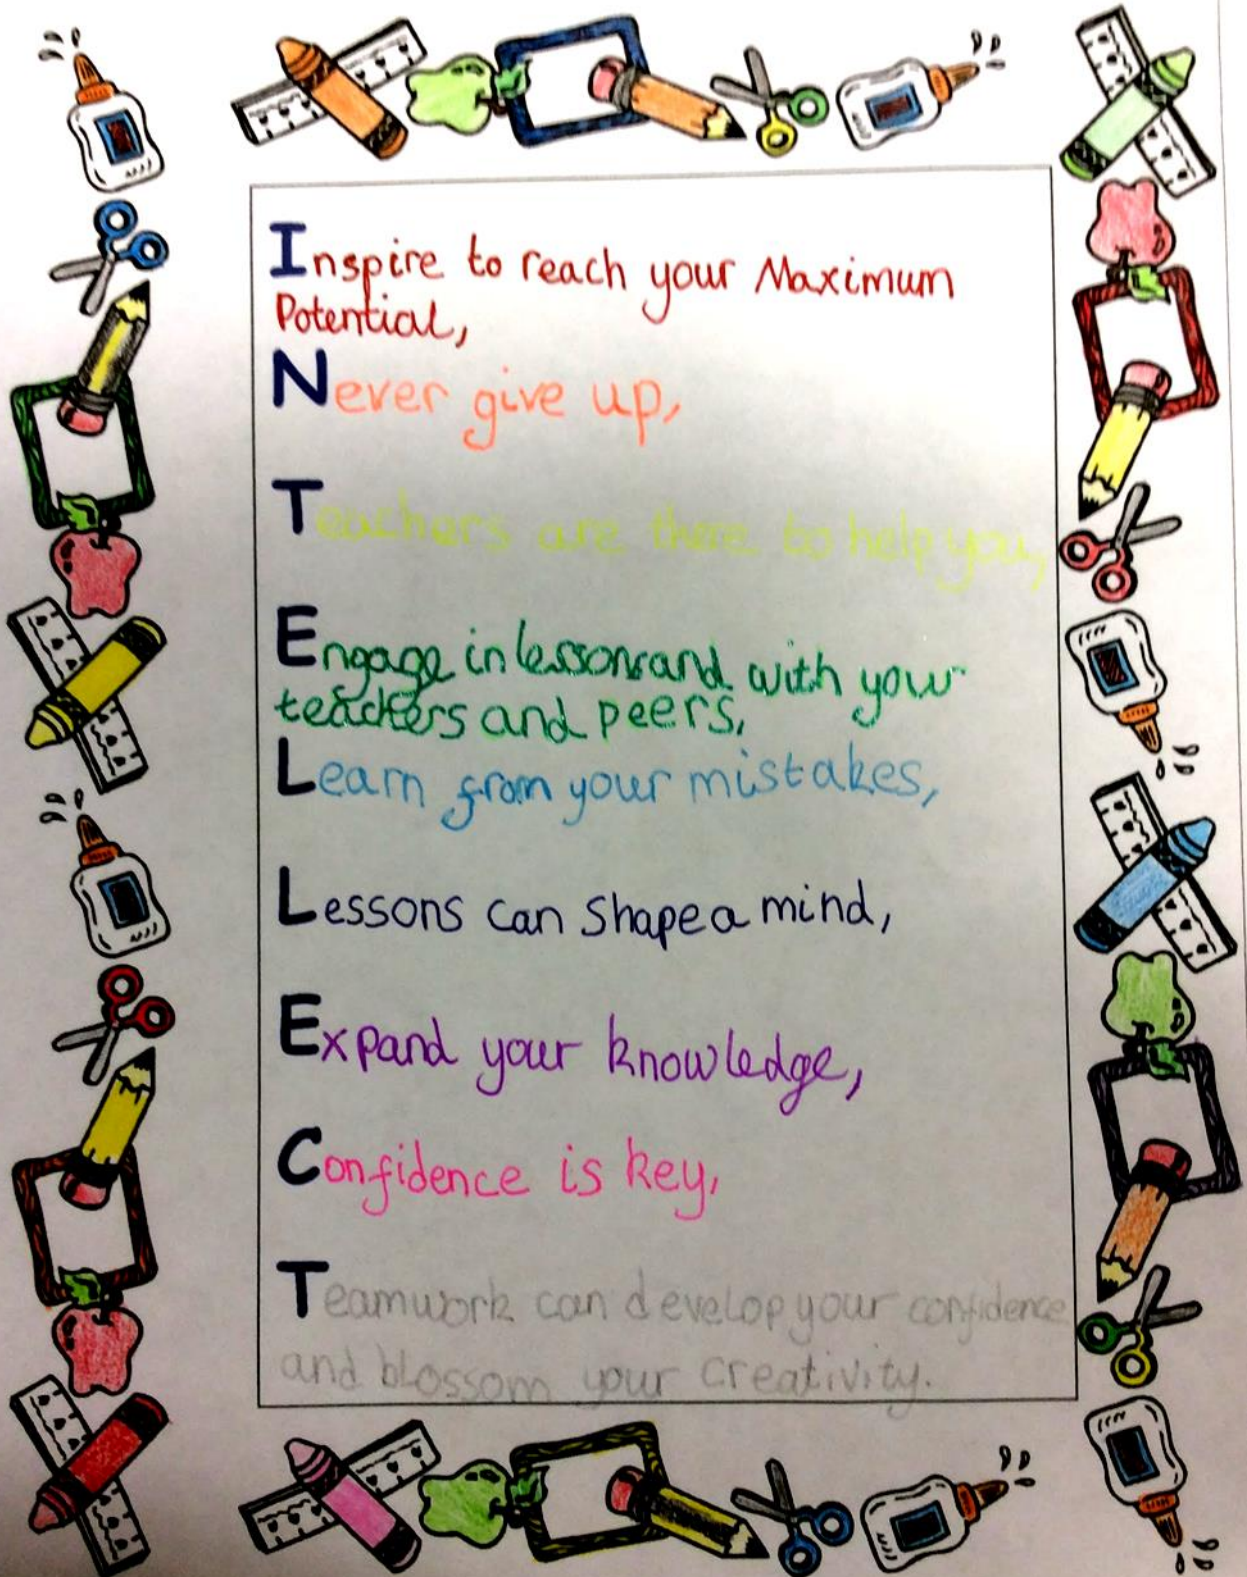 Inspire to reach your Maximum
Potential,
Never give up,
Teachers are there to help you,
Engage in lessons and with your
teachers and peers,
Learn from your mistakes,
Lessons can shape a mind,
Expand your knowledge,
Confidence is key,
Teamwork can develop your confidence
and blossom your creativity.